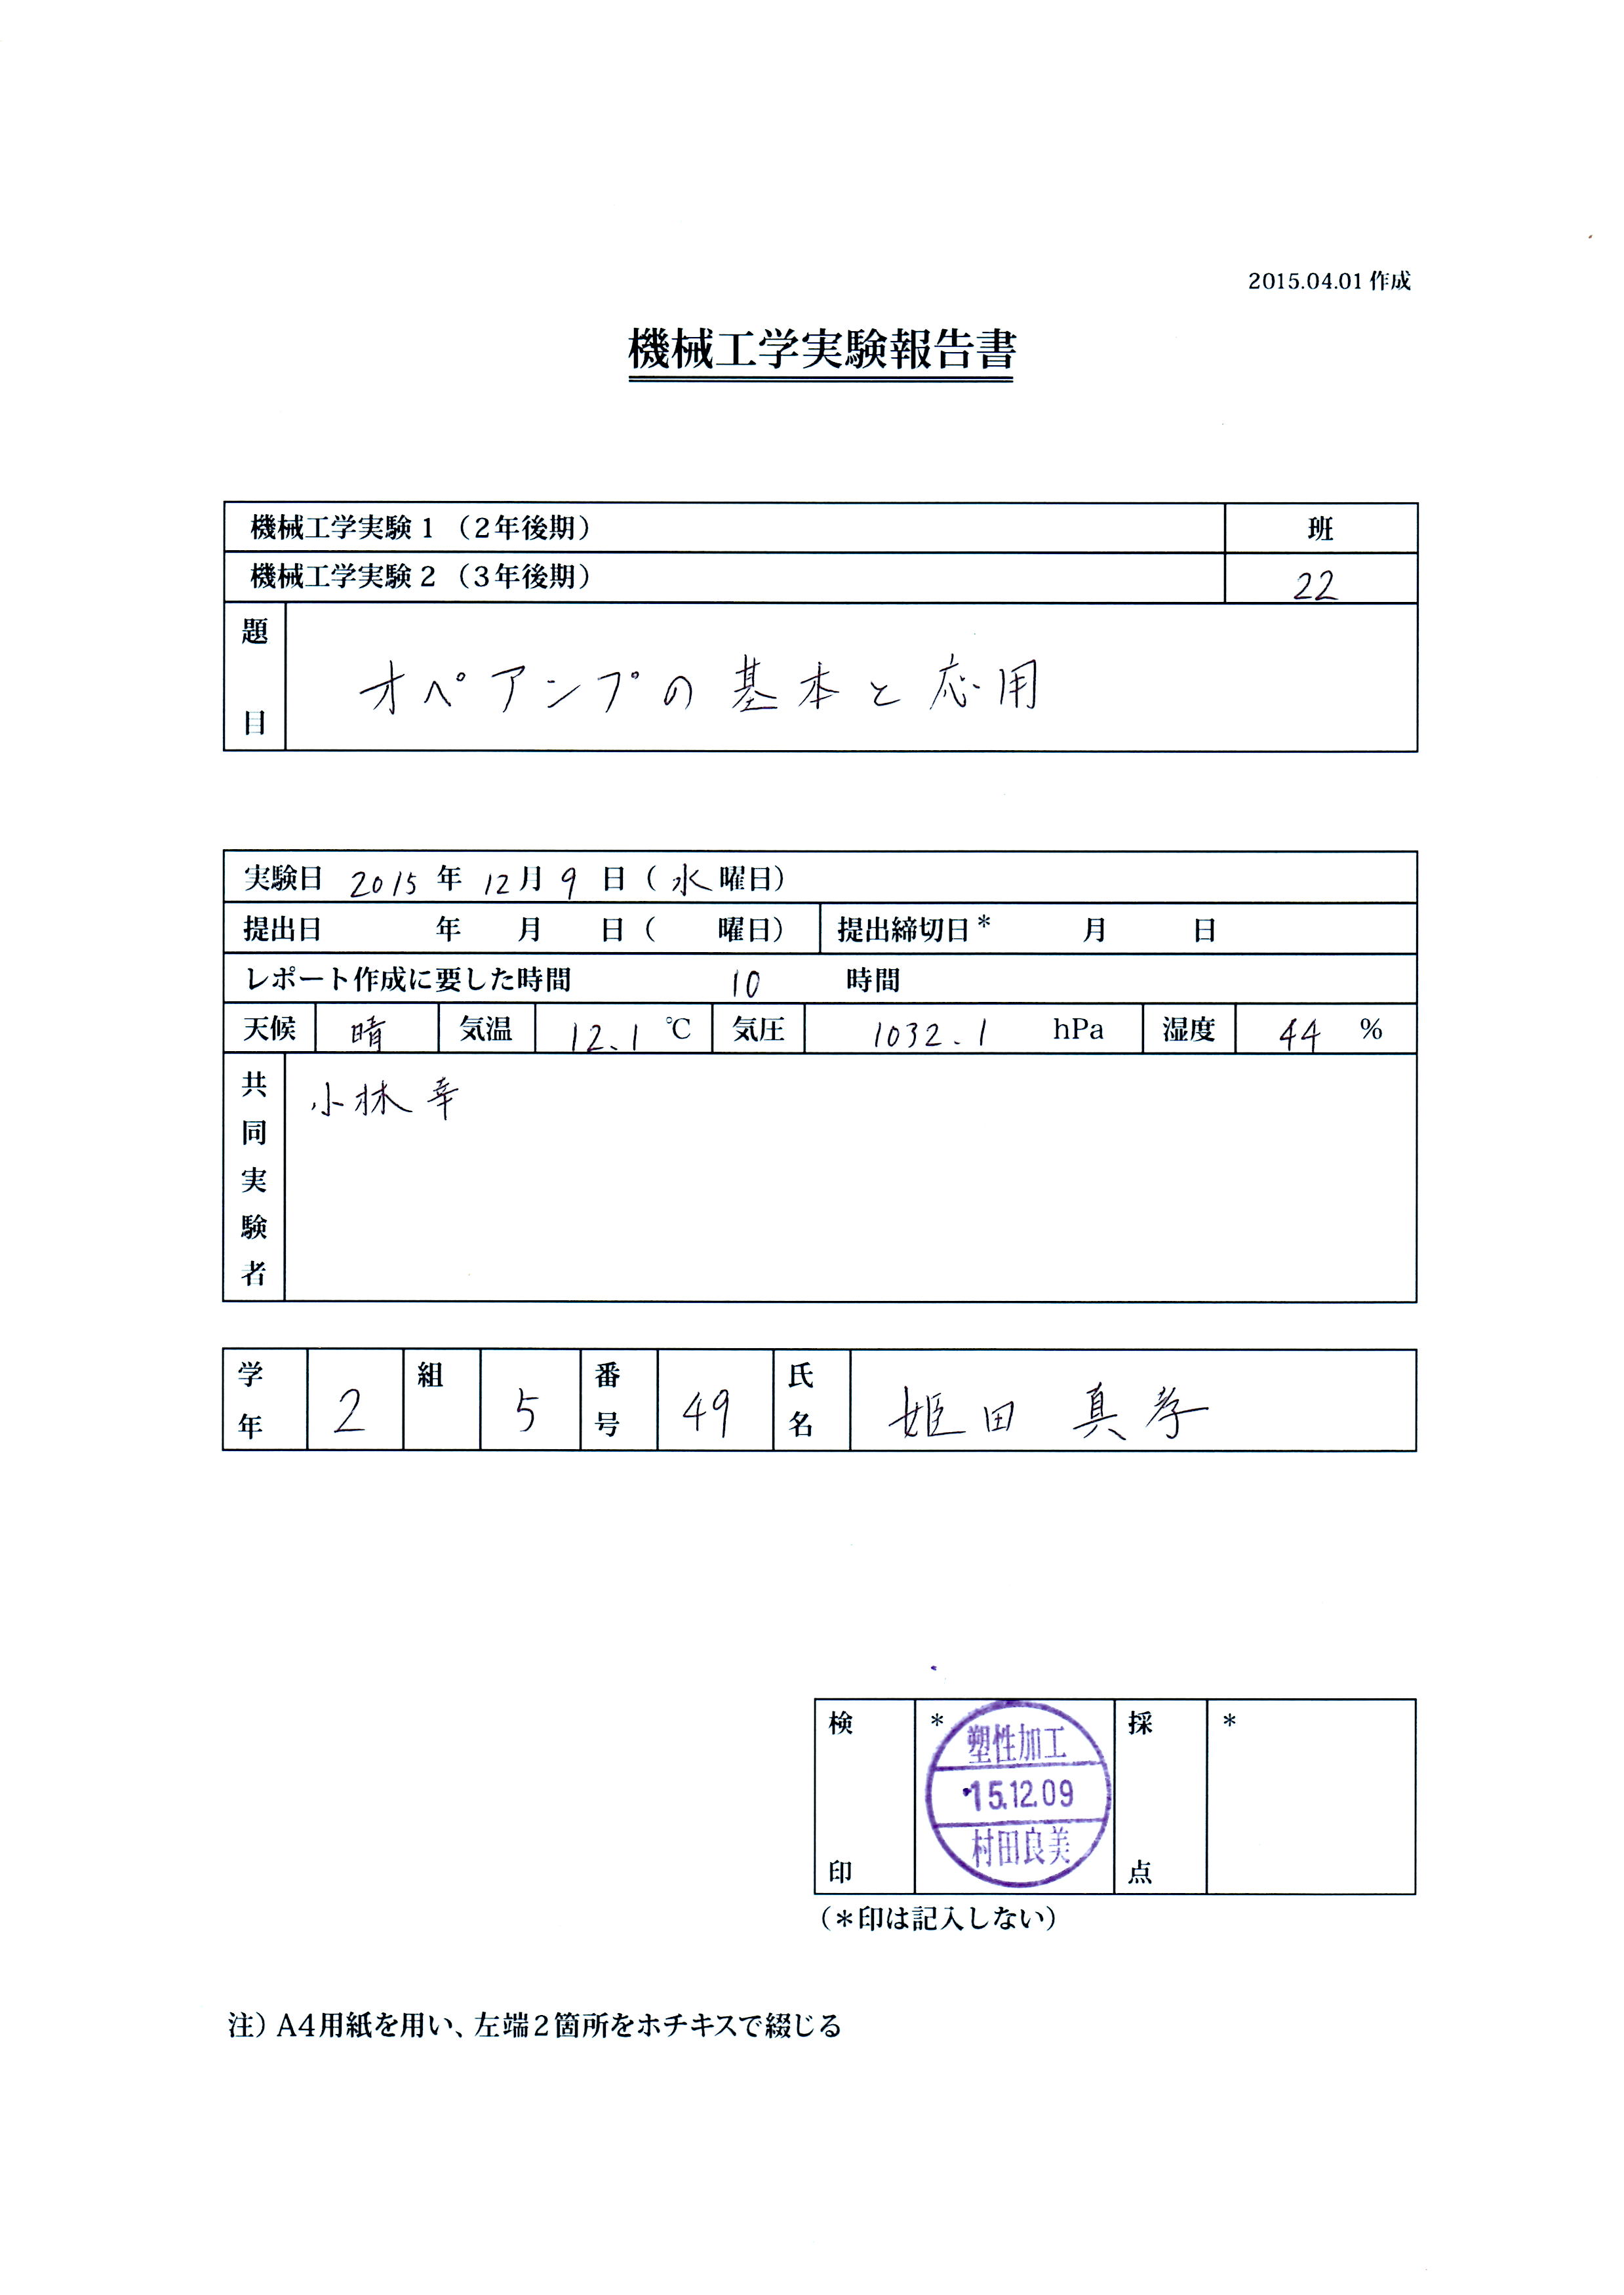 2015.04.01作成
機械工学実験報告書
機械工学実験1（2年後期） 班
機械工学実験2（3年後期） 22
題目 オペアンプの基本と応用
実験日 2015年12月9日（水曜日）
提出日 年 月 日（ 曜日） 提出締切日* 月 日
レポート作成に要した時間 10 時間
天候 晴 気温 12.1℃ 気圧 1032.1 hPa 湿度 44 %
共同実験者 小林幸
学年 2 組 5 番号 49 氏名 姫田 真孝
検印 * 採点 *
塑性加工
'15.12.09
村田良美
（*印は記入しない）
注）A4用紙を用い、左端2箇所をホチキスで綴じる